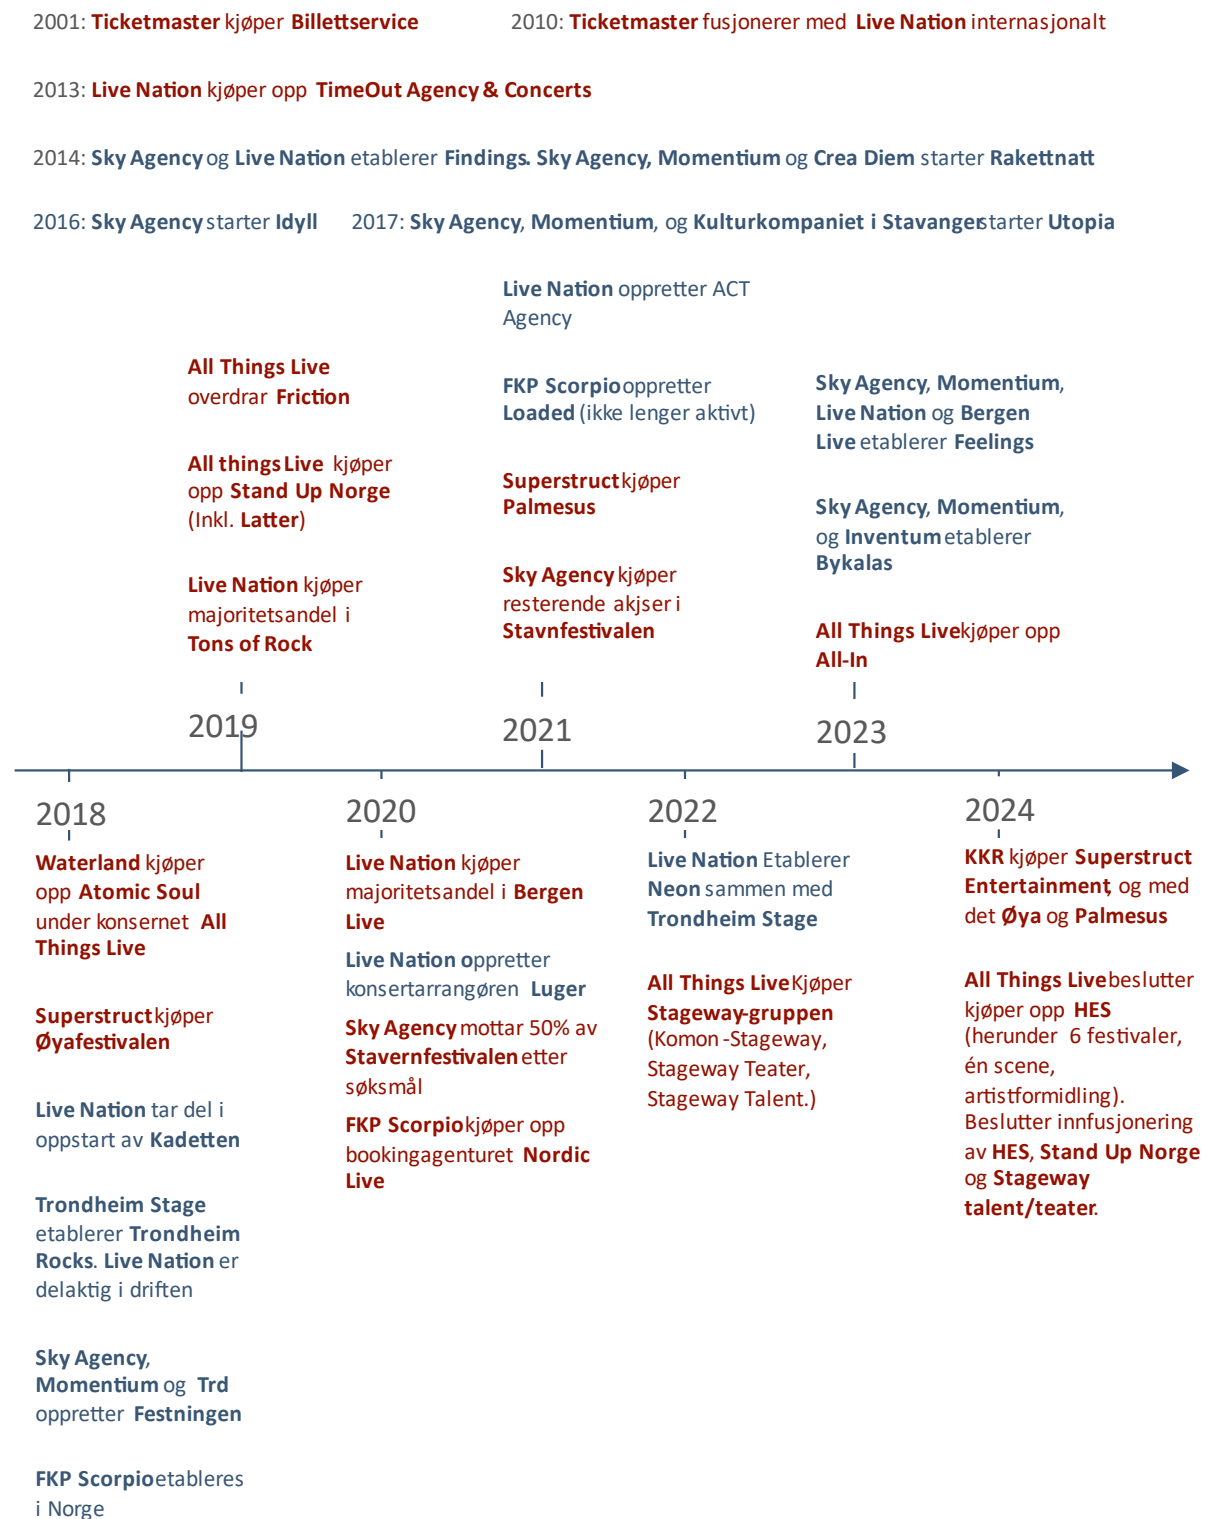 2001: Ticketmaster kjøper Billettservice
2010: Ticketmaster fusjonerer med Live Nation internasjonalt
2013: Live Nation kjøper opp TimeOut Agency & Concerts
2014: Sky Agency og Live Nation etablerer Findings. Sky Agency, Momentium og Crea Diem starter Rakettnatt
2016: Sky Agency starter Idyll
2017: Sky Agency, Momentium, og Kulturkompaniet i Stavanger starter Utopia
All Things Live
overdrar Friction
All things Live kjøper
opp Stand Up Norge
(Inkl. Latter)
Live Nation kjøper
majoritetsandel i
Tons of Rock
2019
Live Nation oppretter ACT
Agency
FKP Scorpio oppretter
Loaded (ikke lenger aktivt)
Superstruct kjøper
Palmesus
Sky Agency kjøper
resterende akjser i
Stavnfestivalen
2021
Sky Agency, Momentium,
Live Nation og Bergen
Live etablerer Feelings
Sky Agency, Momentium,
og Inventum etablerer
Bykalas
All Things Live kjøper opp
All-In
2023
2018
Waterland kjøper
opp Atomic Soul
under konsernet All
Things Live
Superstruct kjøper
Øyafestivalen
Live Nation tar del i
oppstart av Kadetten
Trondheim Stage
etablerer Trondheim
Rocks. Live Nation er
delaktig i driften
Sky Agency,
Momentium og Trd
oppretter Festningen
FKP Scorpio etableres
i Norge
2020
Live Nation kjøper
majoritetsandel i Bergen
Live
Live Nation oppretter
konsertarrangøren Luger
Sky Agency mottar 50% av
Stavernfestivalen etter
søksmål
FKP Scorpio kjøper opp
bookingagenturet Nordic
Live
2022
Live Nation Etablerer
Neon sammen med
Trondheim Stage
All Things Live Kjøper
Stageway-gruppen
(Komon-Stageway,
Stageway Teater,
Stageway Talent.)
2024
KKR kjøper Superstruct
Entertainment, og med
det Øya og Palmesus
All Things Live beslutter
kjøper opp HES
(herunder 6 festivaler,
én scene,
artistformidling).
Beslutter innfusjonering
av HES, Stand Up Norge
og Stageway
talent/teater.